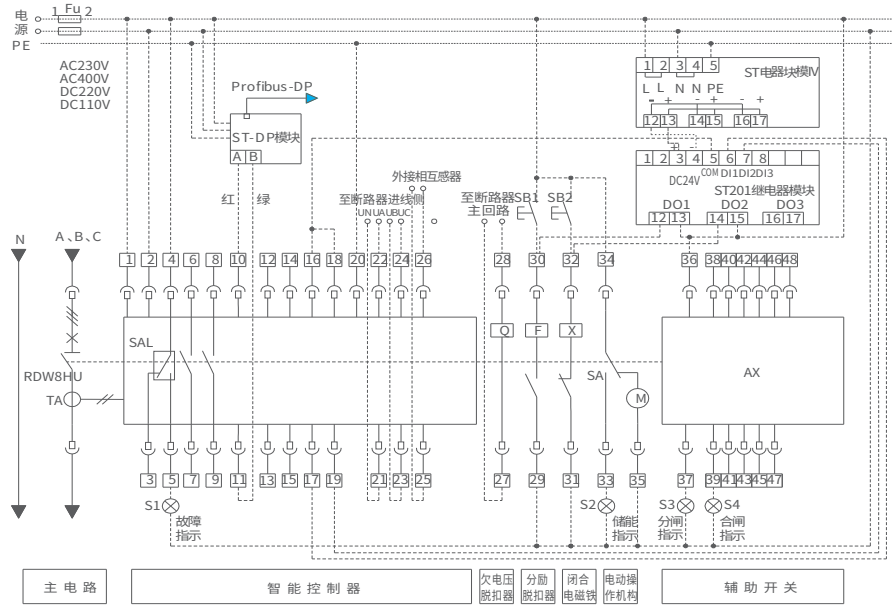 电 1 Fu 2
源
PE
AC230V
AC400V
DC220V
DC110V
Profibus-DP
ST-DP模块
A B
红 绿
外接相互感器
至断路器进线侧
UN UA UB UC
至断路器
主回路
SB1 SB2
1 2 3 4 5
ST电器块模IV
L L N N PE
- + - + - +
12 13 14 15 16 17
+ -
1 2 3 4 5 6 7 8
DC24V COM DI1 DI2 DI3
ST201继电器模块
DO1 DO2 DO3
12 13 14 15 16 17
N A、B、C
1 2 4 6 8 10 12 14 16 18 20 22 24 26 28 30 32 34 36 38 40 42 44 46 48
SAL
Q F X
RDW8HU
SA
AX
TA
M
3 5 7 9 11 13 15 17 19 21 23 25 27 29 31 33 35 37 39 41 43 45 47
S1 S2 S3 S4
故障
指示
储能
指示
分闸
指示
合闸
指示
主电路
智能控制器
欠电压
脱扣器
分励
脱扣器
闭合
电磁铁
电动操
作机构
辅助开关